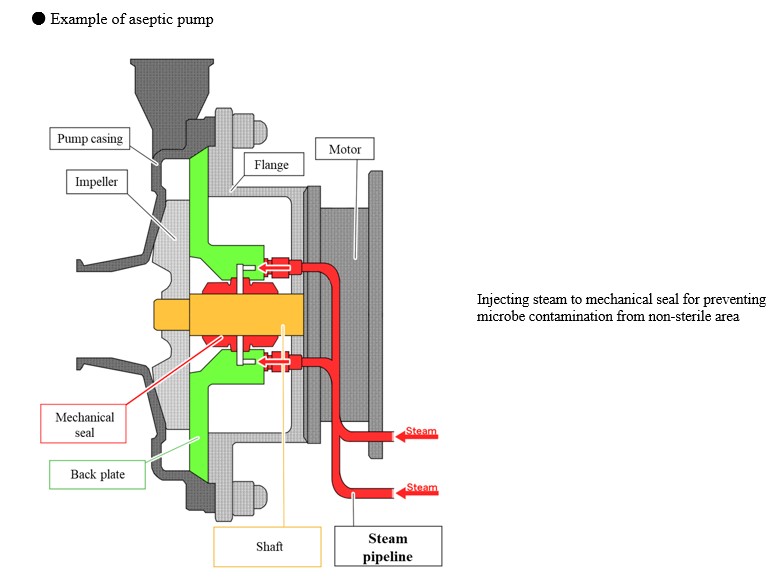 ● Example of aseptic pump
Pump casing
Impeller
Flange
Motor
Injecting steam to mechanical seal for preventing
microbe contamination from non-sterile area
Mechanical
seal
Back plate
Steam
Steam
Shaft
Steam
pipeline